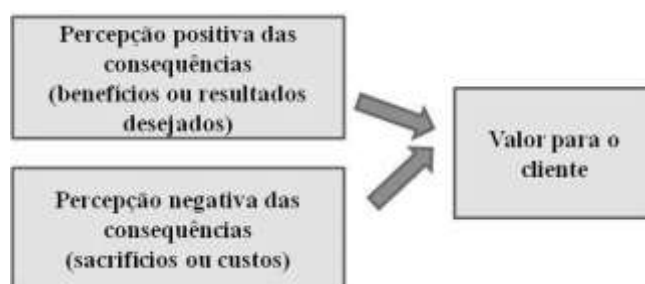 Percepção positiva das
consequências
(benefícios ou resultados
desejados)
Percepção negativa das
consequências
(sacrifícios ou custos)
Valor para o
cliente